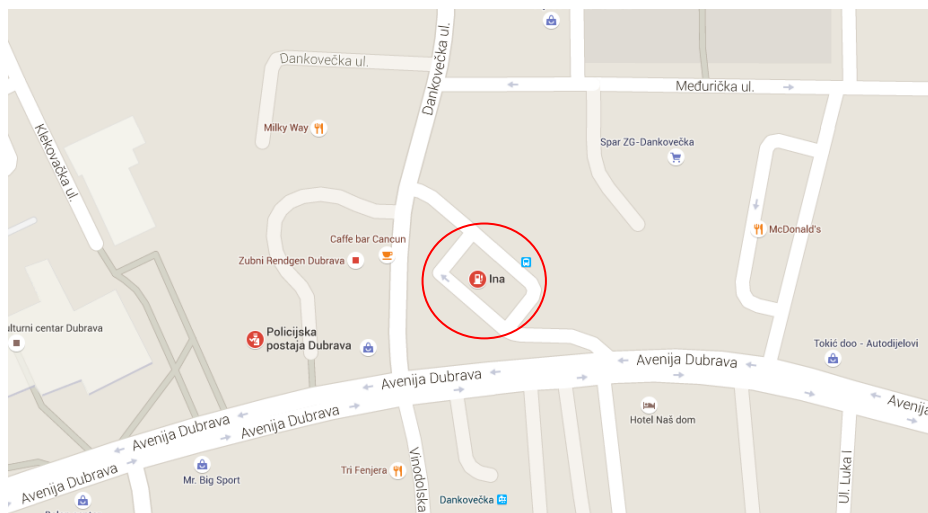 Dankovečka ul.
Dankovečka ul.
Međurička ul.
Milky Way
Klekovačka ul.
Spar ZG-Dankovečka
McDonald's
Caffe bar Cancun
Zubni Rendgen Dubrava
Ina
ulturni centar Dubrava
Policijska
postaja Dubrava
Tokić doo - Autodijelovi
Avenija Dubrava
Avenija Dubrava
Avenija
Avenija Dubrava
Avenija Dubrava
Hotel Naš dom
Vinodolska
Tri Fenjera
Mr. Big Sport
Ul. Luka I
Avenija Dubrava
Dankovečka